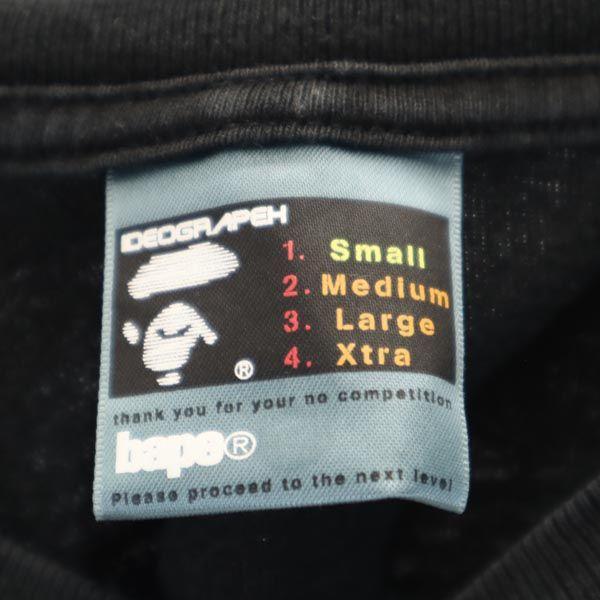 IDEOGRAPEH
1. Small
2. Medium
3. Large
4. Xtra
®
thank you for your no competition
bape®
Please proceed to the next level